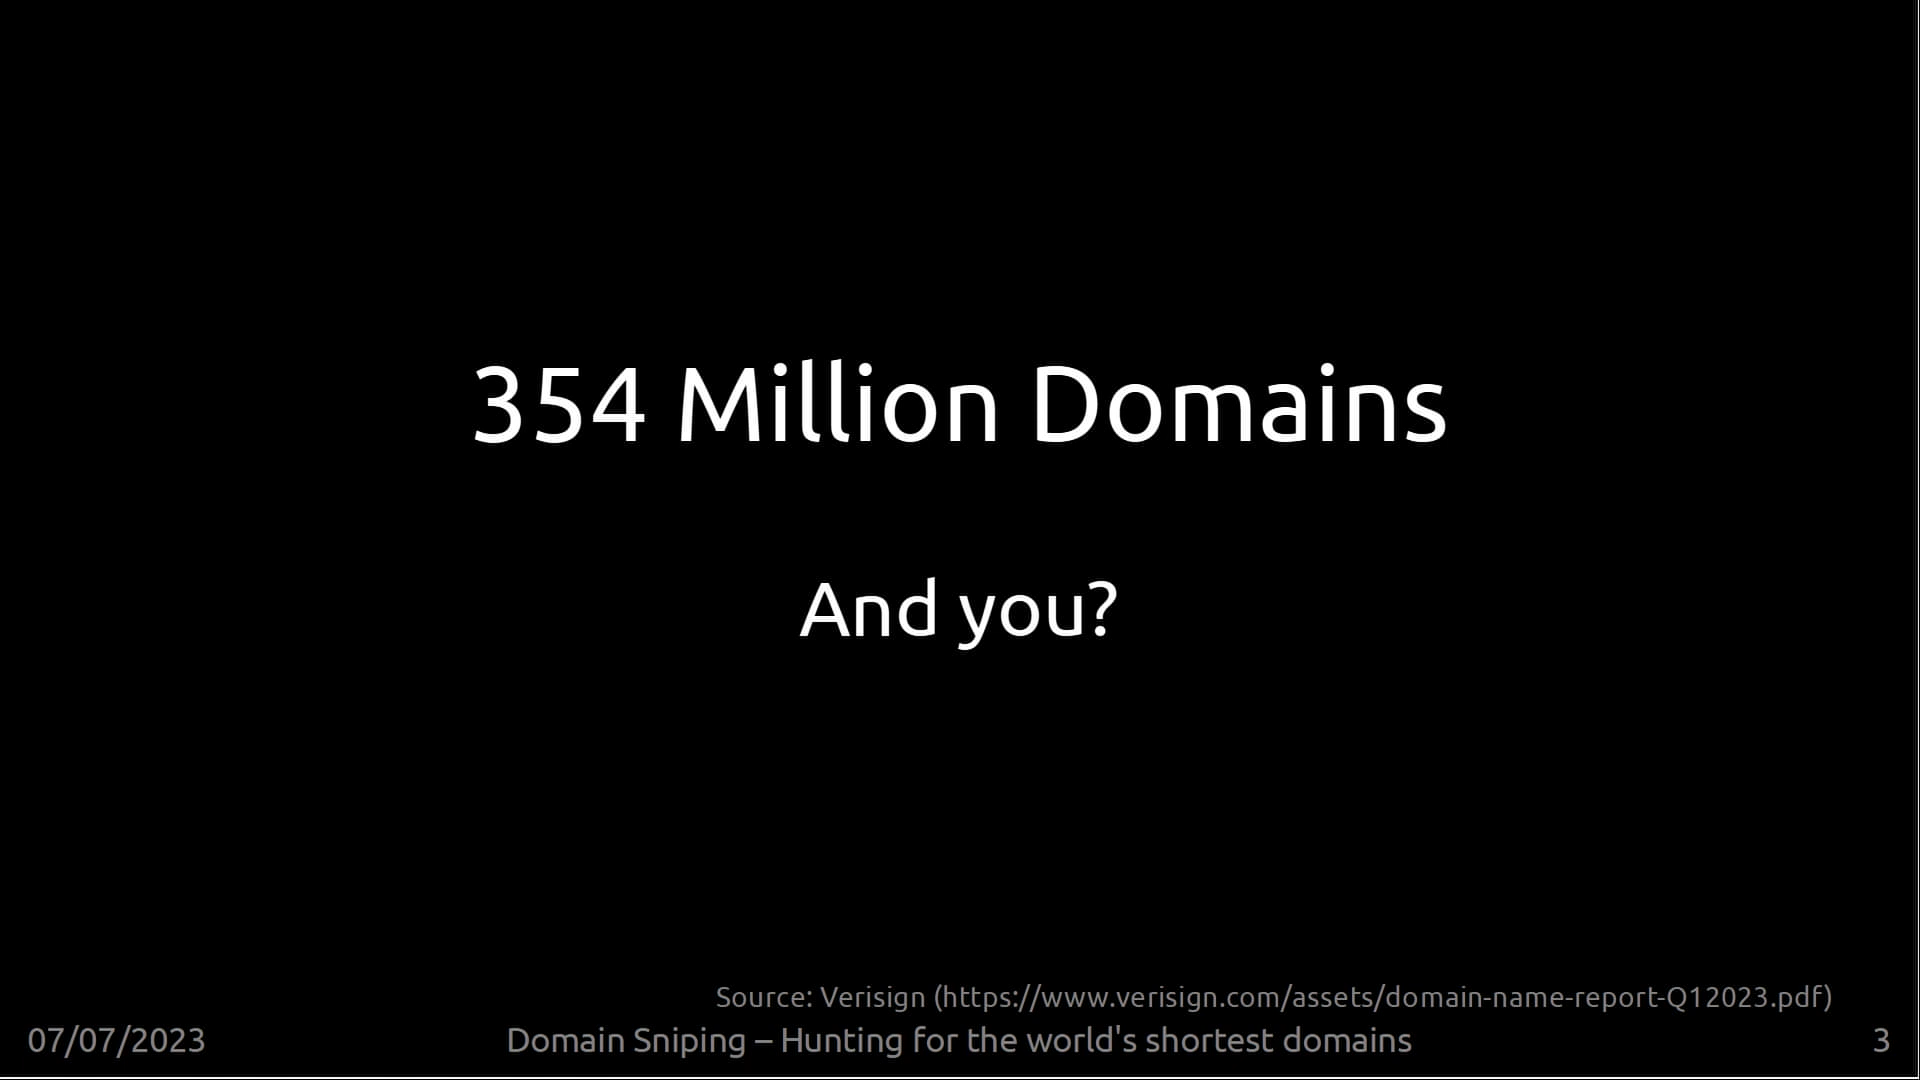 354 Million Domains
And you?
Source: Verisign (https://www.verisign.com/assets/domain-name-report-Q12023.pdf)
07/07/2023
Domain Sniping – Hunting for the world's shortest domains
3